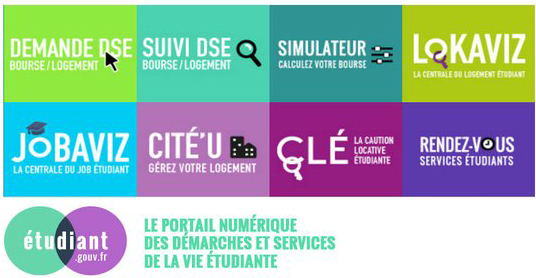 DEMANDE DSE
BOURSE/LOGEMENT
SUIVI DSE
BOURSE/LOGEMENT
SIMULATEUR
CALCULEZ VOTRE BOURSE
LOKAVIZ
LA CENTRALE DU LOGEMENT ÉTUDIANT
JOBAVIZ
LA CENTRALE DU JOB ÉTUDIANT
CITÉ'U
GÉREZ VOTRE LOGEMENT
CLÉ
LA CAUTION
LOCATIVE
ÉTUDIANTE
RENDEZ-VOUS
SERVICES ÉTUDIANTS
étudiant
.gouv.fr
LE PORTAIL NUMÉRIQUE
DES DÉMARCHES ET SERVICES
DE LA VIE ÉTUDIANTE